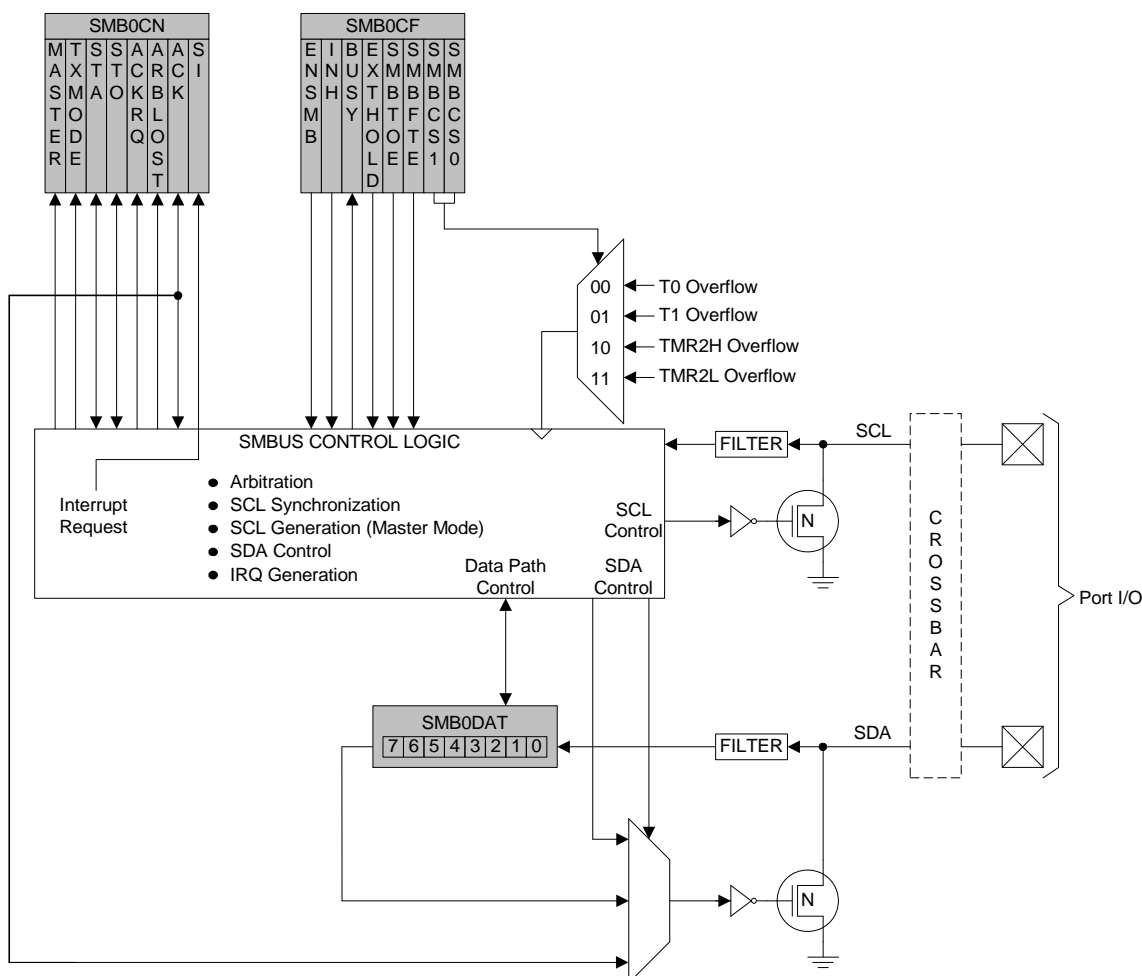 SMB0CN
MASTER
TXMODE
STA
STO
ACKRQ
ARBLOST
ACK
SI
SMB0CF
ENSMB
INH
BUSY
EXTHOLD
SMBTOE
SMBFTE
SMBCS1
SMBCS0
00
T0 Overflow
01
T1 Overflow
10
TMR2H Overflow
11
TMR2L Overflow
SMBUS CONTROL LOGIC
Interrupt
Request
● Arbitration
● SCL Synchronization
● SCL Generation (Master Mode)
● SDA Control
● IRQ Generation
SCL
Control
Data Path
Control
SDA
Control
FILTER
SCL
N
CROSSBAR
Port I/O
SMB0DAT
7 6 5 4 3 2 1 0
FILTER
SDA
N